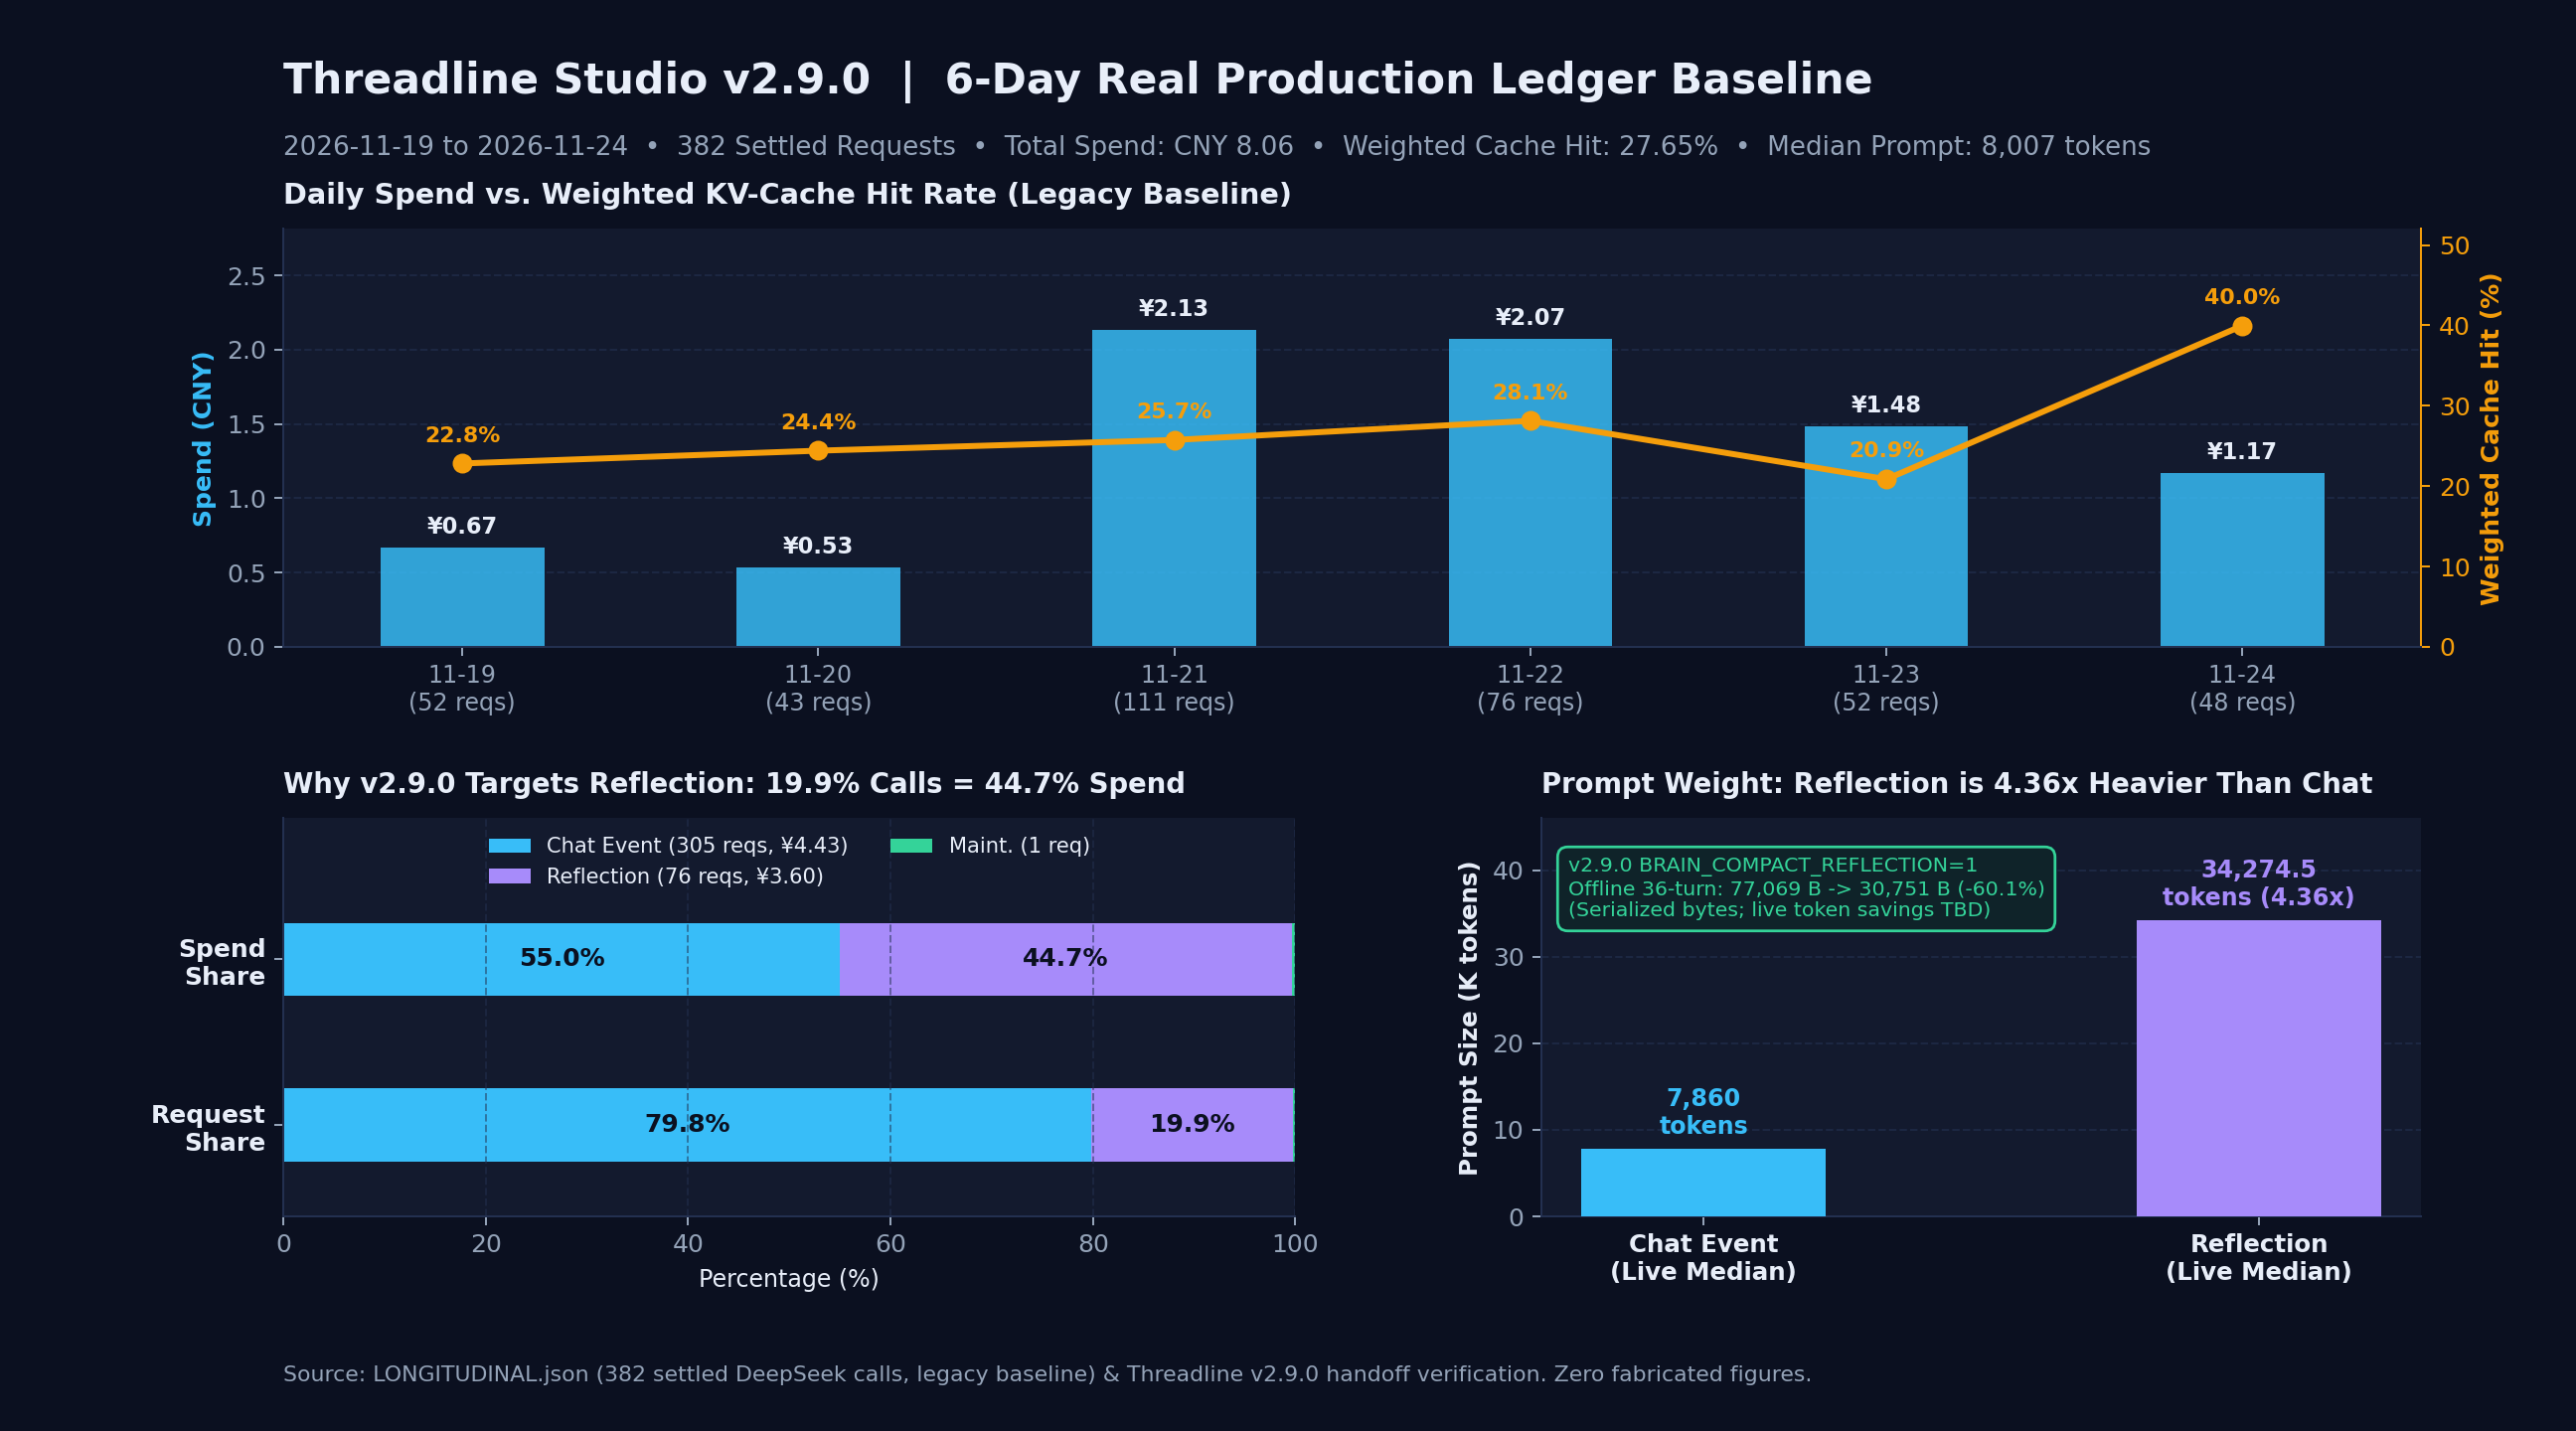 Threadline Studio v2.9.0 | 6-Day Real Production Ledger Baseline
2026-11-19 to 2026-11-24 • 382 Settled Requests • Total Spend: CNY 8.06 • Weighted Cache Hit: 27.65% • Median Prompt: 8,007 tokens
Daily Spend vs. Weighted KV-Cache Hit Rate (Legacy Baseline)
Spend (CNY)
2.5
2.0
1.5
1.0
0.5
0.0
¥0.67
¥0.53
¥2.13
¥2.07
¥1.48
¥1.17
22.8%
24.4%
25.7%
28.1%
20.9%
40.0%
50
40
30
20
10
0
Weighted Cache Hit (%)
11-19
(52 reqs)
11-20
(43 reqs)
11-21
(111 reqs)
11-22
(76 reqs)
11-23
(52 reqs)
11-24
(48 reqs)
Why v2.9.0 Targets Reflection: 19.9% Calls = 44.7% Spend
Chat Event (305 reqs, ¥4.43)
Reflection (76 reqs, ¥3.60)
Maint. (1 req)
Spend
Share
55.0%
44.7%
Request
Share
79.8%
19.9%
0
20
40
60
80
100
Percentage (%)
Prompt Weight: Reflection is 4.36x Heavier Than Chat
Prompt Size (K tokens)
40
30
20
10
0
v2.9.0 BRAIN_COMPACT_REFLECTION=1
Offline 36-turn: 77,069 B -> 30,751 B (-60.1%)
(Serialized bytes; live token savings TBD)
7,860
tokens
34,274.5
tokens (4.36x)
Chat Event
(Live Median)
Reflection
(Live Median)
Source: LONGITUDINAL.json (382 settled DeepSeek calls, legacy baseline) & Threadline v2.9.0 handoff verification. Zero fabricated figures.